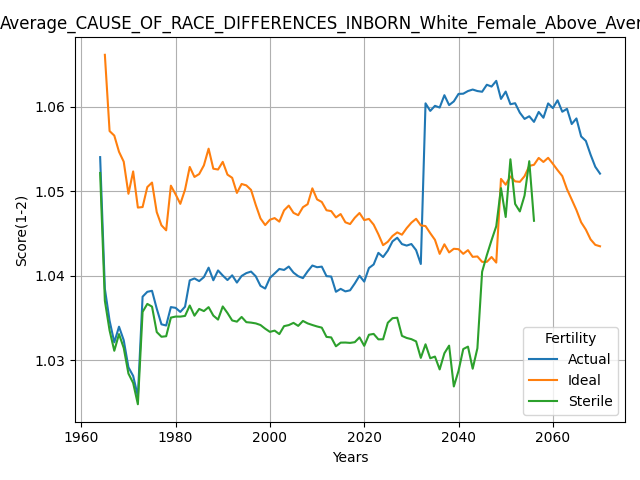 Average_CAUSE_OF_RACE_DIFFERENCES_INBORN_White_Female_Above_Aver
Score(1-2)
1.06
1.05
1.04
1.03
1960 1980 2000 2020 2040 2060
Years
Fertility
Actual
Ideal
Sterile